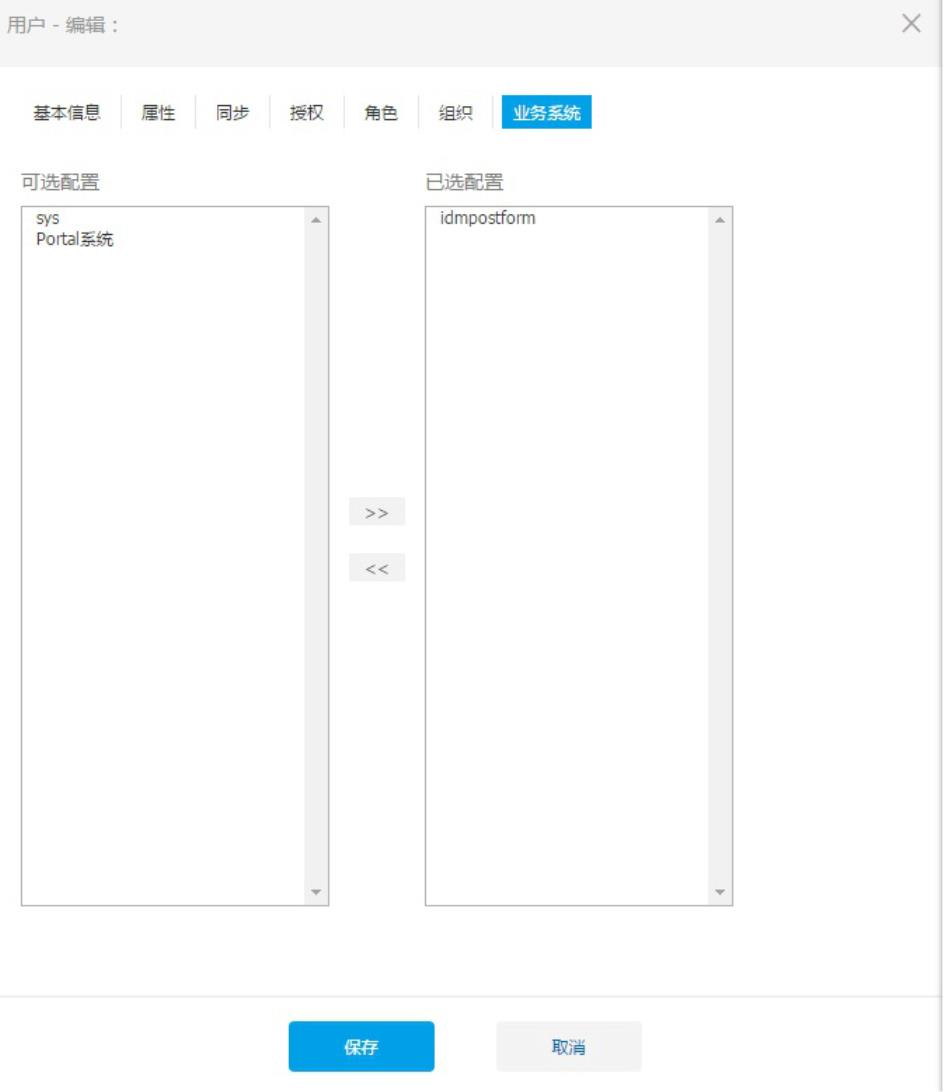 用户 - 编辑：
基本信息 属性 同步 授权 角色 组织 业务系统
可选配置 已选配置
sys idmpostform
Portal系统
>>
<<
保存 取消